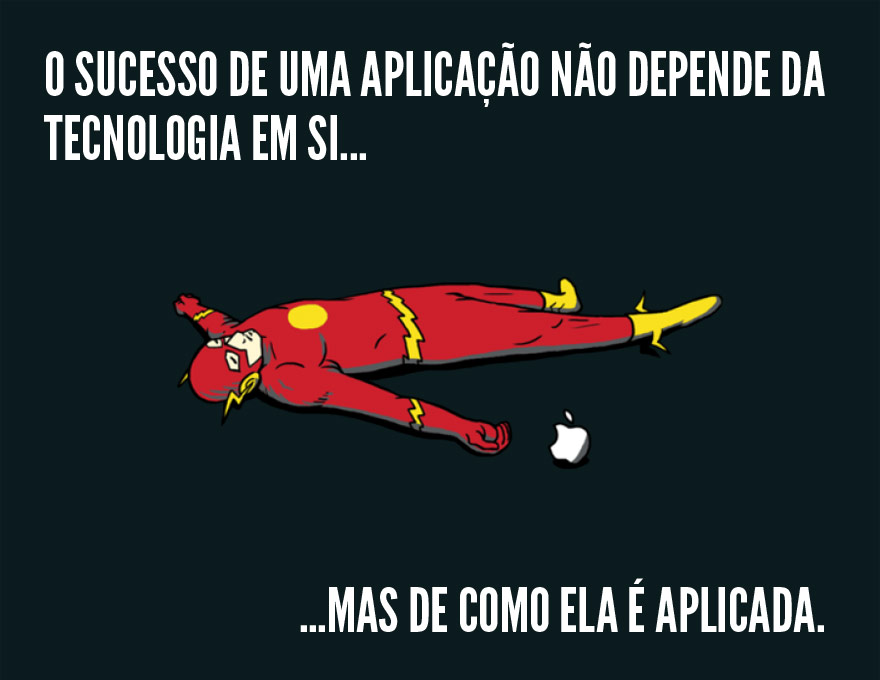 O SUCESSO DE UMA APLICAÇÃO NÃO DEPENDE DA
TECNOLOGIA EM SI...
...MAS DE COMO ELA É APLICADA.